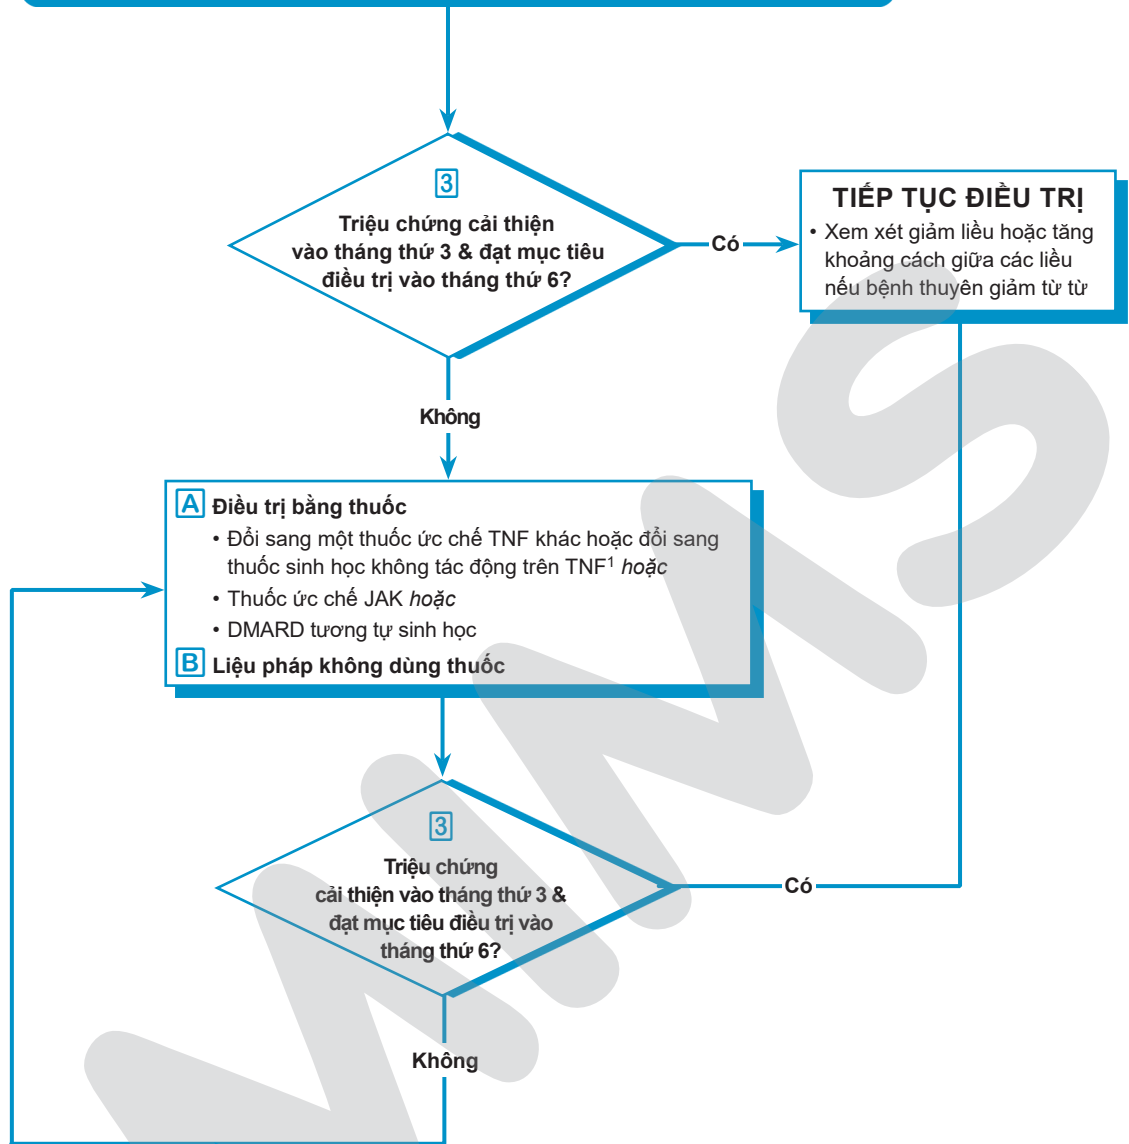 3
Triệu chứng cải thiện
vào tháng thứ 3 & đạt mục tiêu
điều trị vào tháng thứ 6?
Có
TIẾP TỤC ĐIỀU TRỊ
• Xem xét giảm liều hoặc tăng
khoảng cách giữa các liều
nếu bệnh thuyên giảm từ từ
Không
A Điều trị bằng thuốc
• Đổi sang một thuốc ức chế TNF khác hoặc đổi sang
thuốc sinh học không tác động trên TNF¹ hoặc
• Thuốc ức chế JAK hoặc
• DMARD tương tự sinh học
B Liệu pháp không dùng thuốc
3
Triệu chứng
cải thiện vào tháng thứ 3 &
đạt mục tiêu điều trị vào
tháng thứ 6?
Có
Không
MIMS